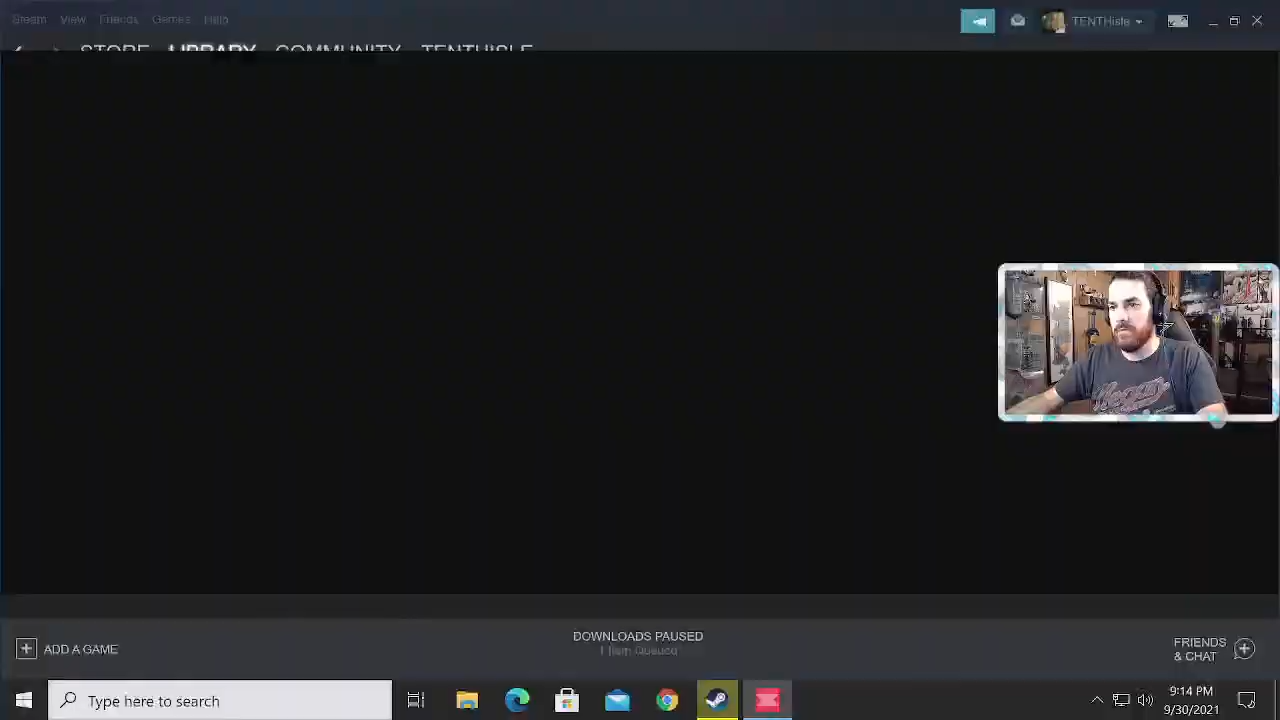 Steam View Friends Games Help
TENTHisle
STORE LIBRARY COMMUNITY TENTHISLE
DOWNLOADS PAUSED
1 Item Queued
ADD A GAME
FRIENDS
& CHAT
Type here to search
9:14 PM
9/30/2021